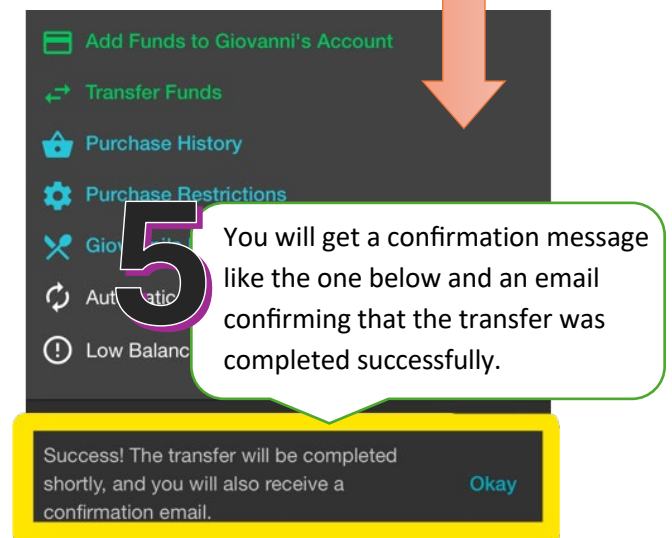 Add Funds to Giovanni's Account
Transfer Funds
Purchase History
Purchase Restrictions
5
You will get a confirmation message
like the one below and an email
confirming that the transfer was
completed successfully.
Low Balanc
Success! The transfer will be completed
shortly, and you will also receive a
confirmation email.
Okay